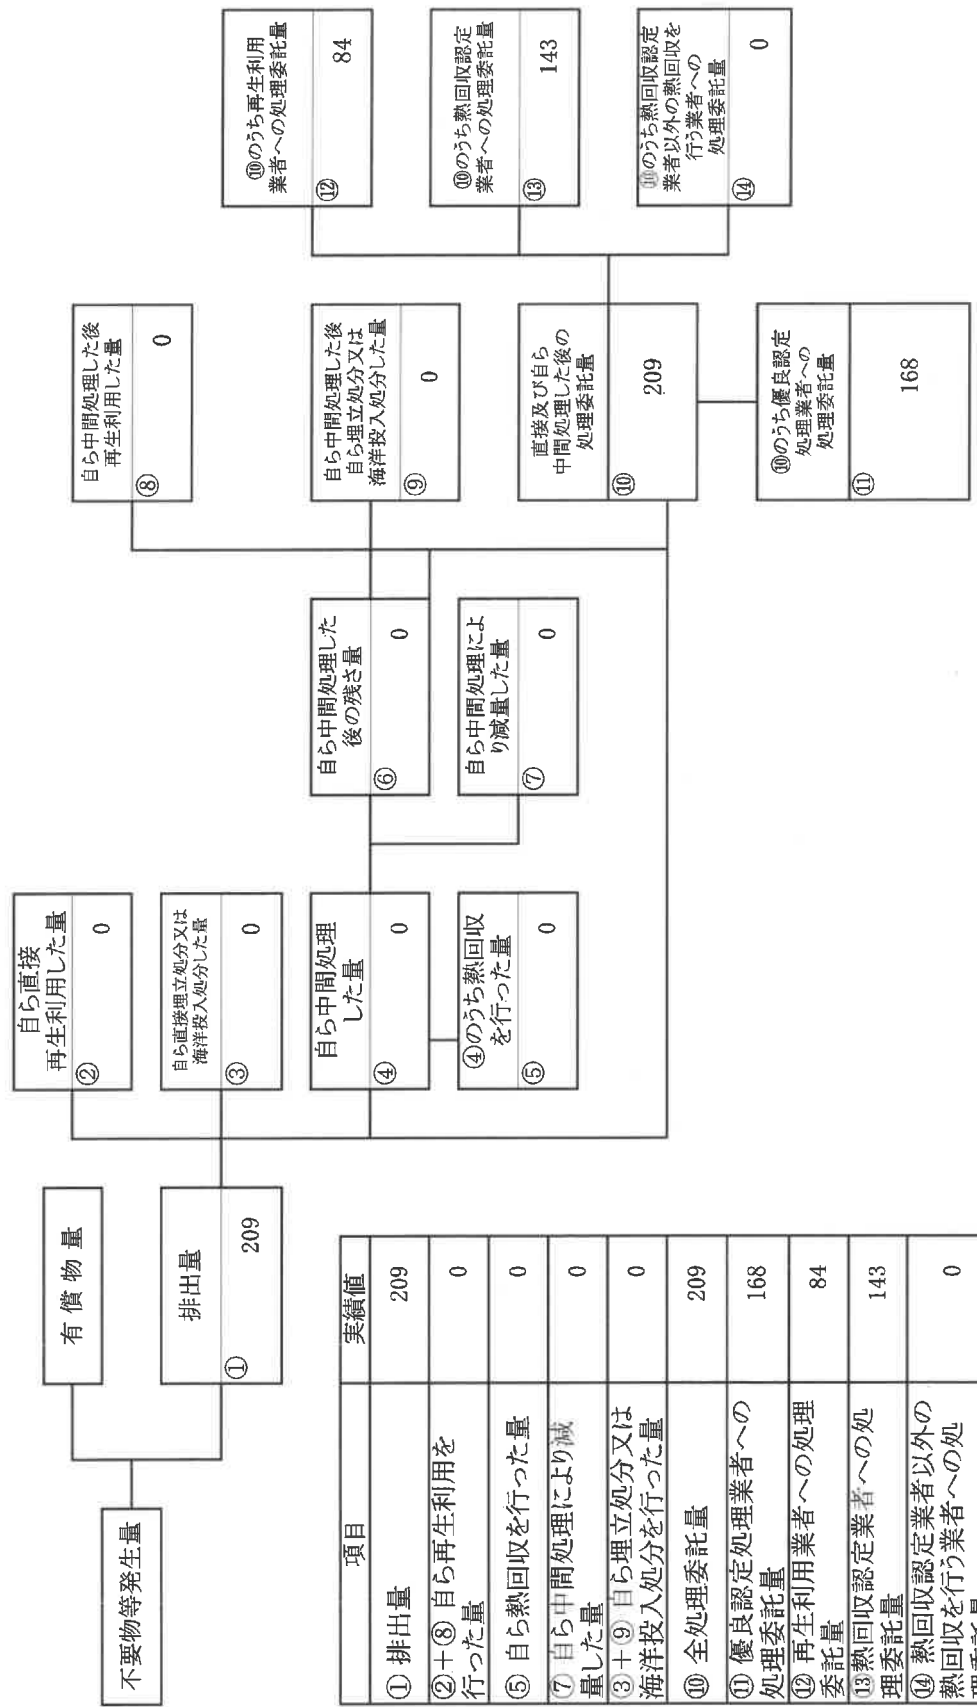 不要物等発生量
有償物量
排出量
①
209
自ら直接
再生利用した量
②
0
自ら直接埋立処分又は
海洋投入処分した量
③
0
自ら中間処理
した量
④
0
④のうち熱回収
を行った量
⑤
0
自ら中間処理した
後の残さ量
⑥
0
自ら中間処理によ
り減量した量
⑦
0
自ら中間処理した後
再生利用した量
⑧
0
自ら中間処理した後
自ら埋立処分又は
海洋投入処分した量
⑨
0
直接及び自ら
中間処理した後の
処理委託量
⑩
209
⑩のうち優良認定
処理業者への
処理委託量
⑪
168
⑩のうち再生利用
業者への処理委託量
⑫
84
⑩のうち熱回収認定
業者への処理委託量
⑬
143
⑩のうち熱回収認定
業者以外の熱回収を
行う業者への
処理委託量
⑭
0
項目 実績値
① 排出量 209
②＋⑧ 自ら再生利用を
行った量 0
⑤ 自ら熱回収を行った量 0
⑦ 自ら中間処理により減
量した量 0
③＋⑨ 自ら埋立処分又は
海洋投入処分を行った量 0
⑩ 全処理委託量 209
⑪ 優良認定処理業者への
処理委託量 168
⑫ 再生利用業者への処理
委託量 84
⑬ 熱回収認定業者への処
理委託量 143
⑭ 熱回収認定業者以外の
熱回収を行う業者への処
理委託量 0